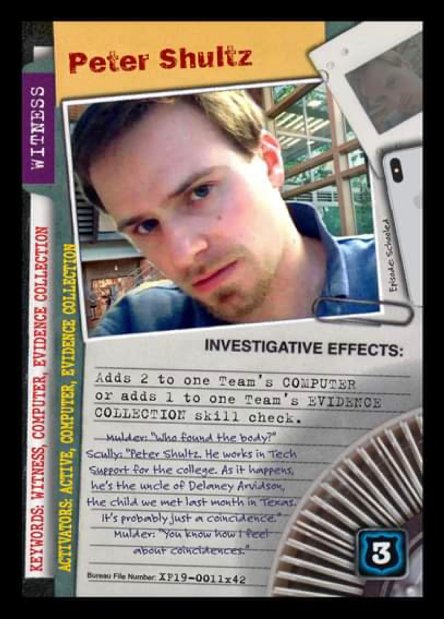 Peter Shultz
WITNESS
KEYWORDS: WITNESS, COMPUTER, EVIDENCE COLLECTION
ACTIVATORS: ACTIVE, COMPUTER, EVIDENCE COLLECTION
Episode: Schooled
INVESTIGATIVE EFFECTS:
Adds 2 to one Team's COMPUTER
or adds 1 to one Team's EVIDENCE
COLLECTION skill check.
Mulder: "Who found the body?"
Scully: "Peter Shultz. He works in Tech
Support for the college. As it happens,
he's the uncle of Delaney Arvidson,
the child we met last month in Texas.
It's probably just a coincidence."
Mulder: "You know how I feel
about coincidences."
3
Bureau File Number: XF19-0011x42